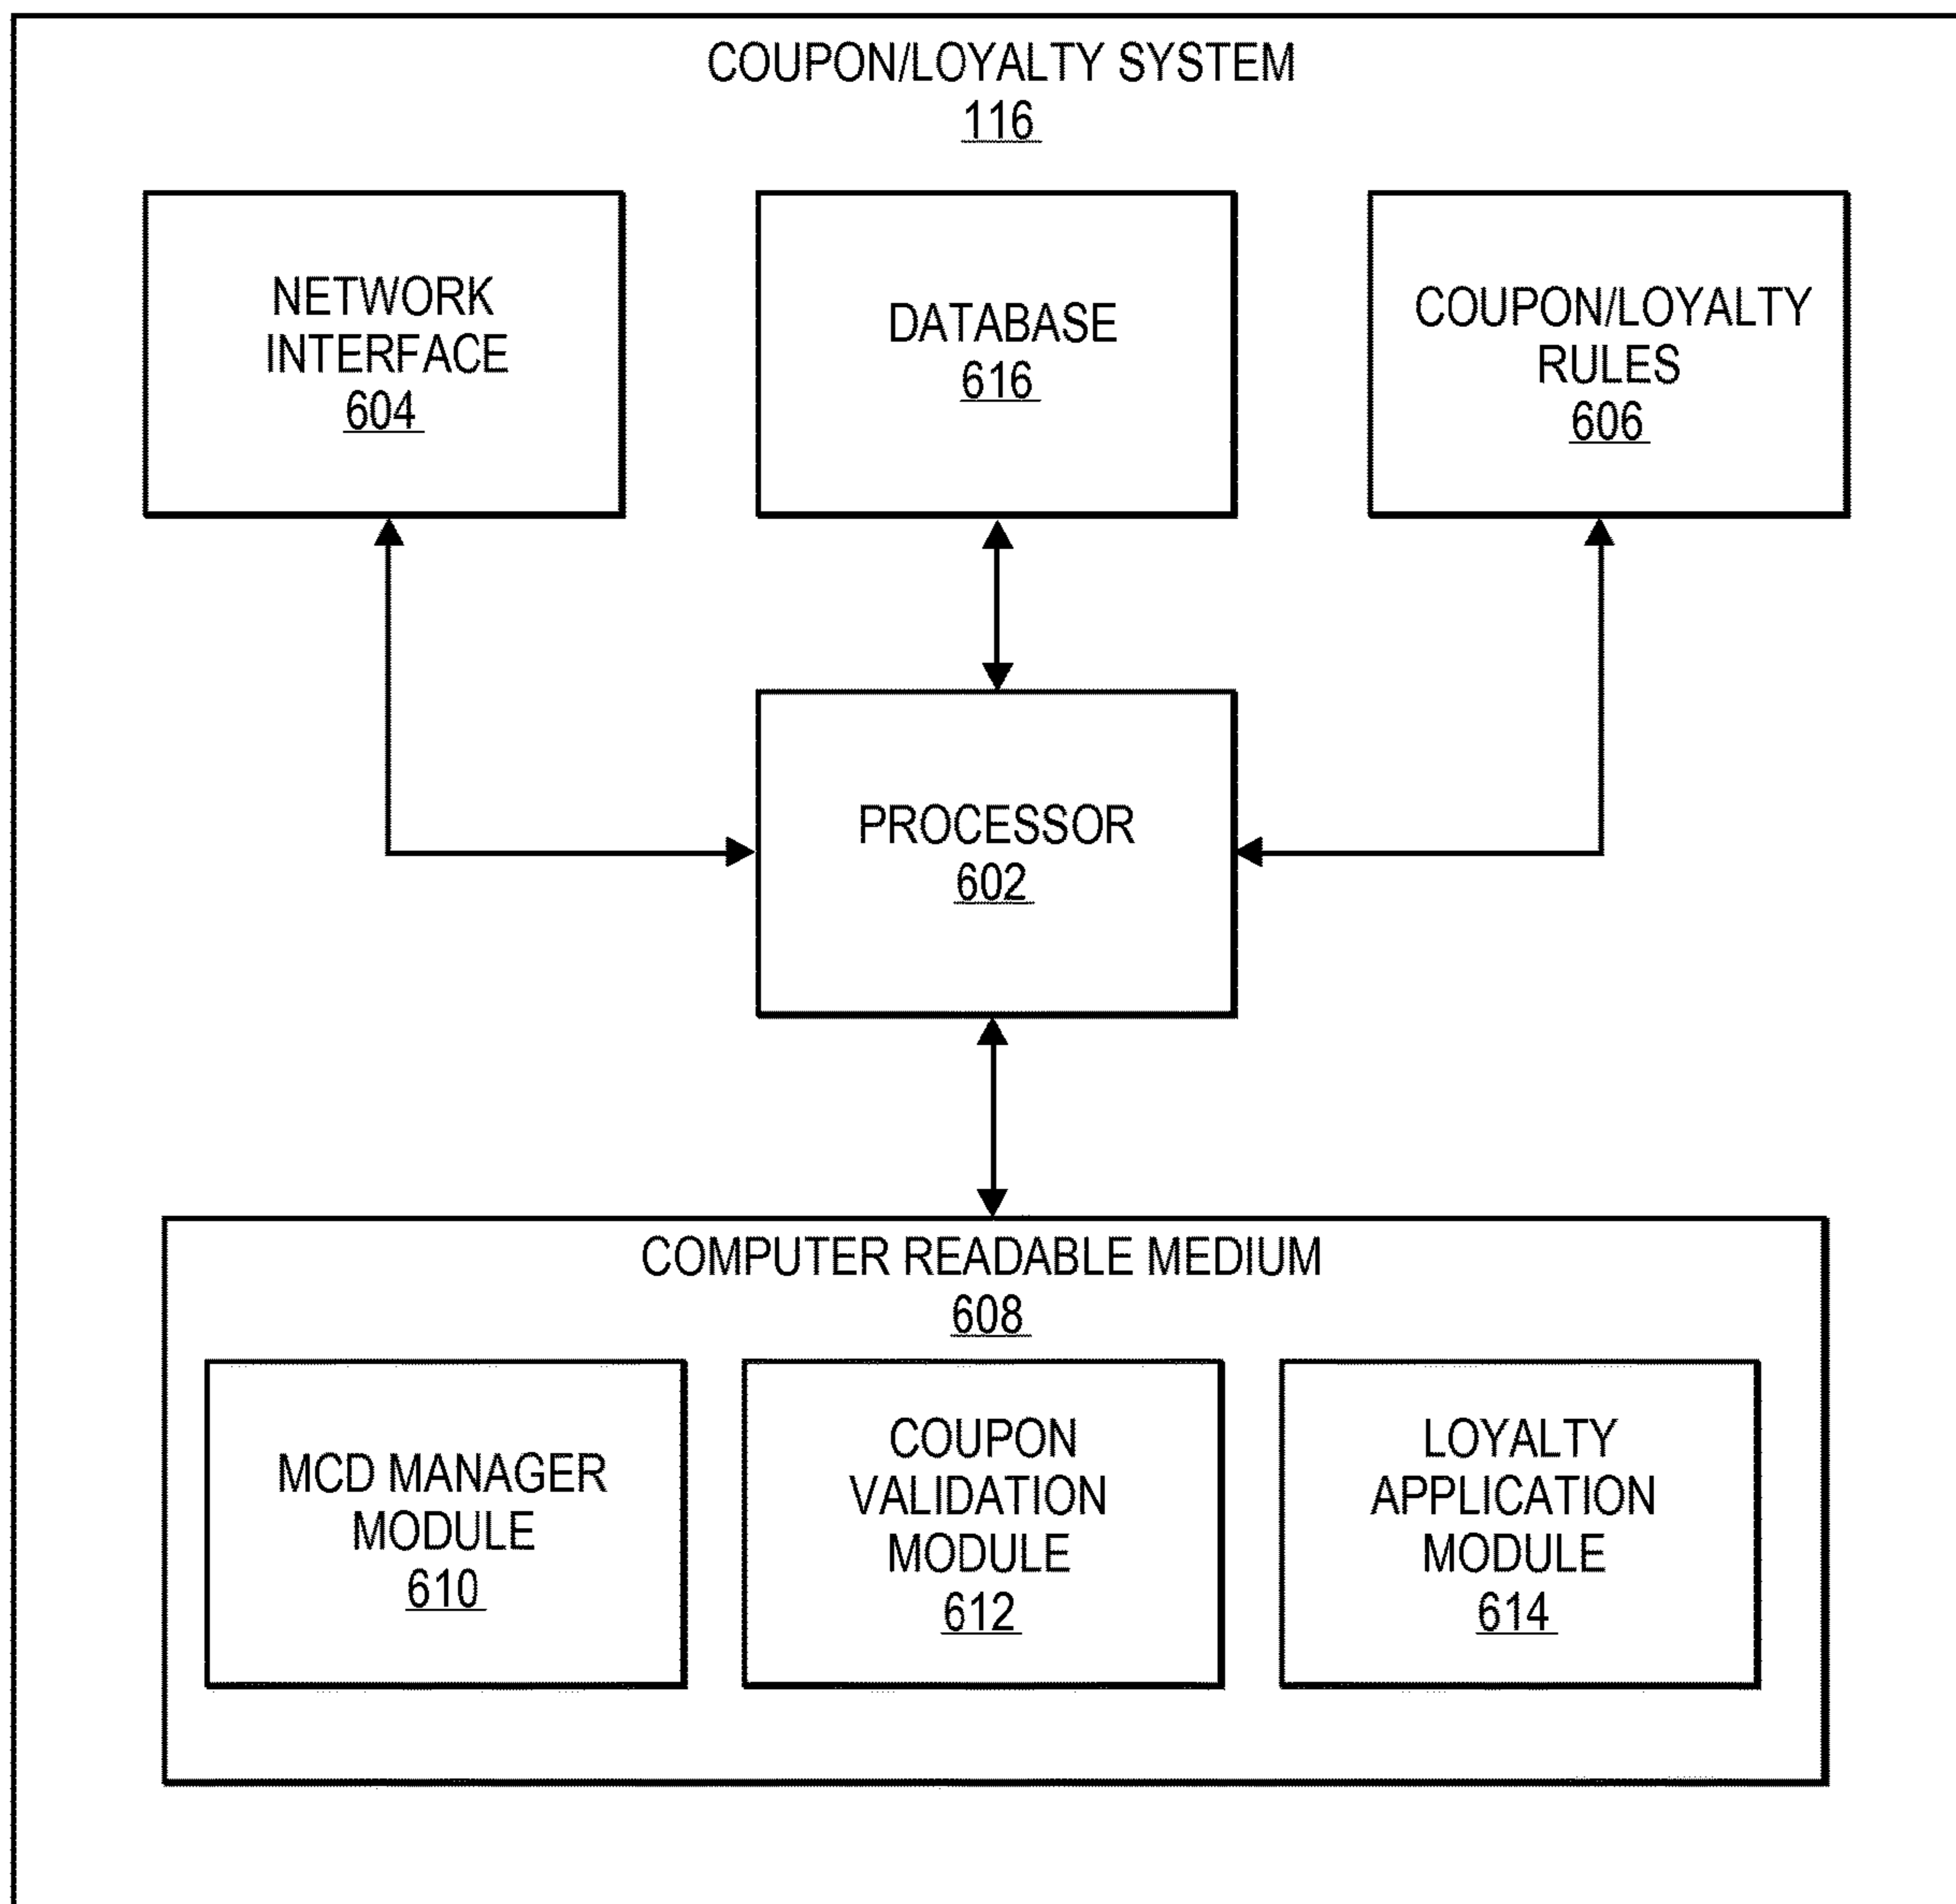 COUPON/LOYALTY SYSTEM
116
NETWORK
INTERFACE
604
DATABASE
616
COUPON/LOYALTY
RULES
606
PROCESSOR
602
COMPUTER READABLE MEDIUM
608
MCD MANAGER
MODULE
610
COUPON
VALIDATION
MODULE
612
LOYALTY
APPLICATION
MODULE
614